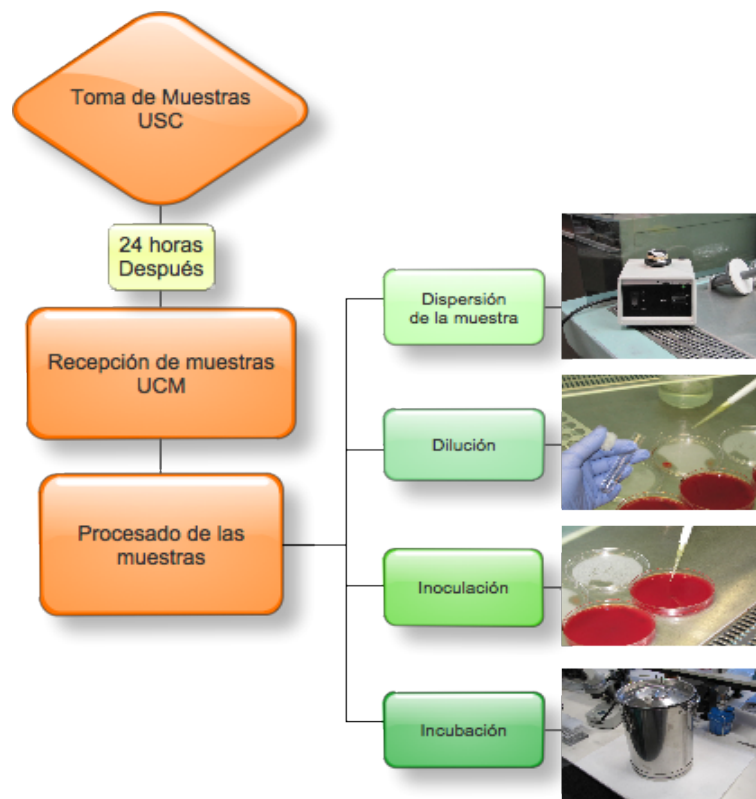 Toma de Muestras
USC
24 horas
Después
Recepción de muestras
UCM
Procesado de las
muestras
Dispersión
de la muestra
Dilución
Inoculación
Incubación